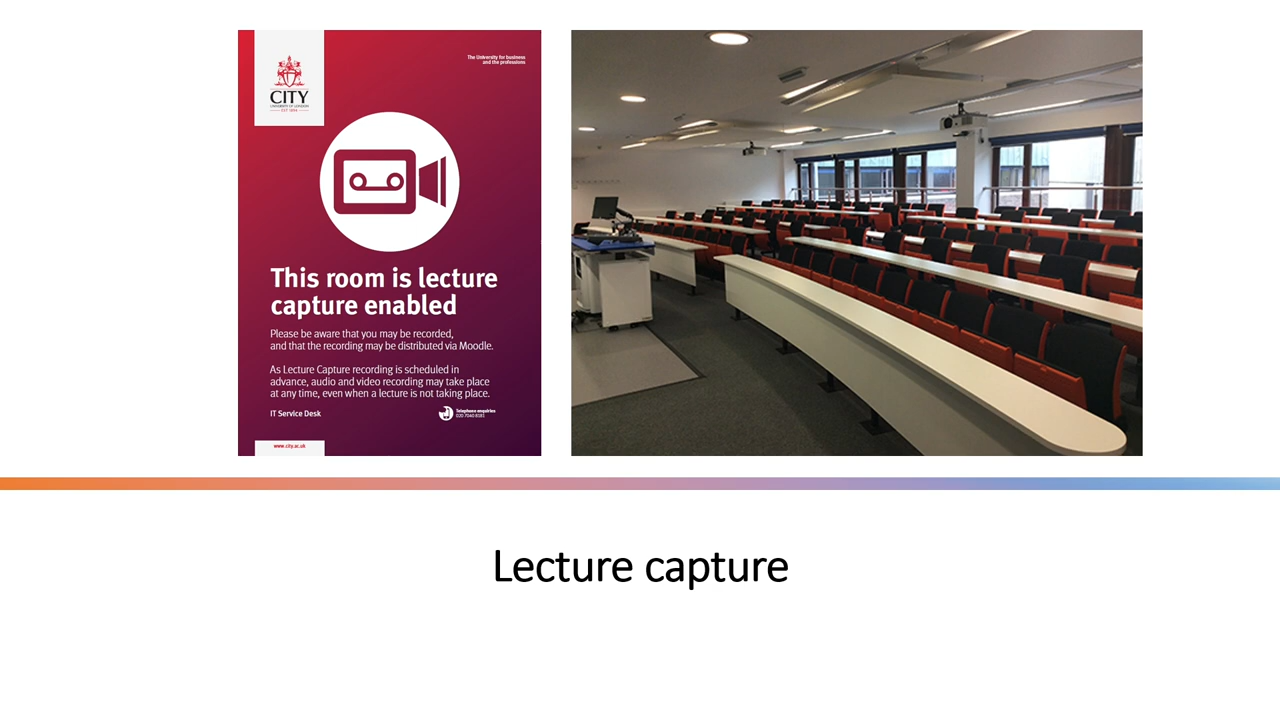 The University for business
and the professions
CITY
UNIVERSITY OF LONDON
EST 1894
This room is lecture
capture enabled
Please be aware that you may be recorded,
and that the recording may be distributed via Moodle.
As Lecture Capture recording is scheduled in
advance, audio and video recording may take place
at any time, even when a lecture is not taking place.
IT Service Desk
Telephone enquiries
020 7040 8181
www.city.ac.uk
Lecture capture